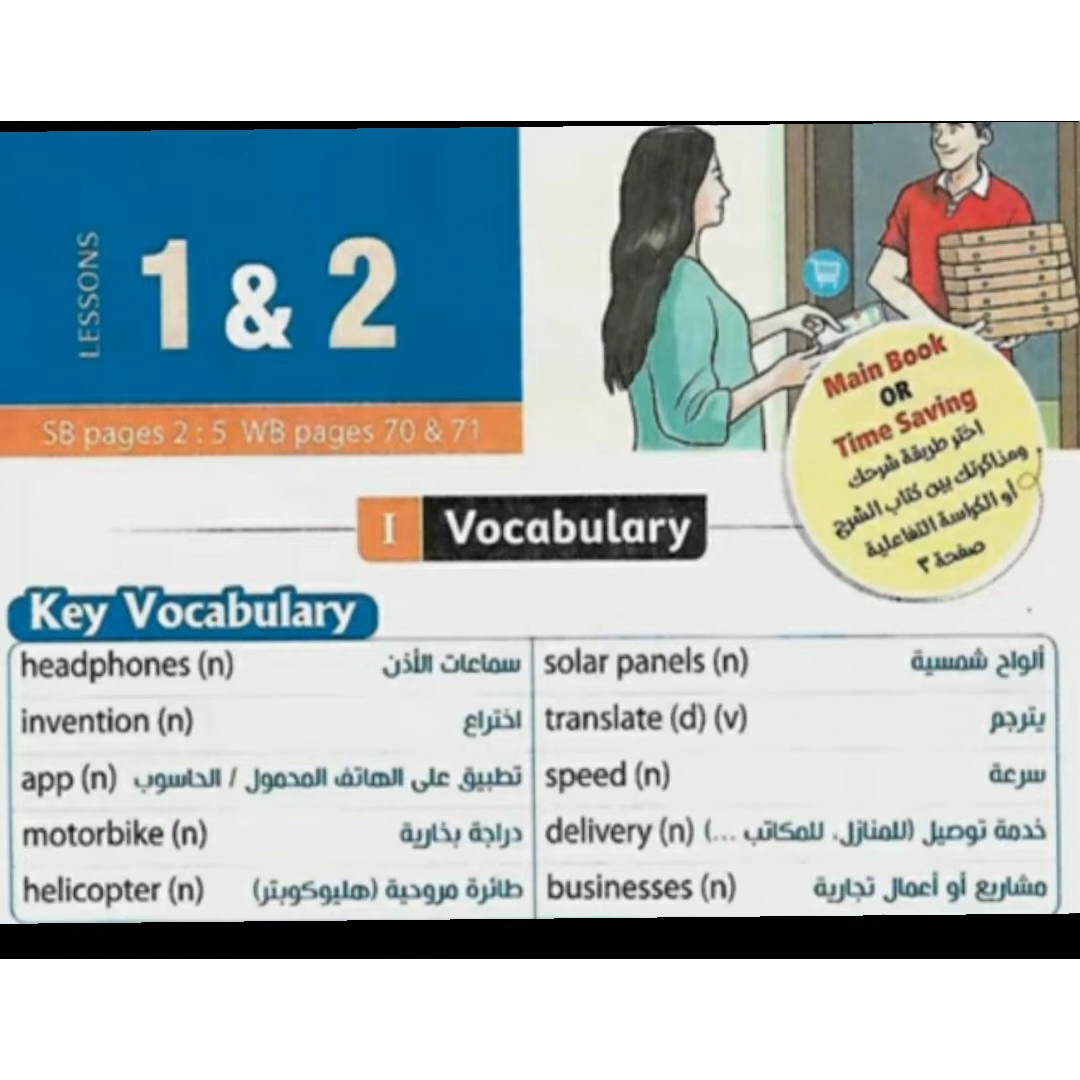 LESSONS
1 & 2
SB pages 2 : 5 WB pages 70 & 71
Main Book
OR
Time Saving
اختر طريقة شرحك
ومذاكرتك بين كتاب الشرح
أو الكراسة التفاعلية
صفحة ٣
I Vocabulary
Key Vocabulary
headphones (n) سماعات الأذن
invention (n) اختراع
app (n) تطبيق على الهاتف المحمول / الحاسوب
motorbike (n) دراجة بخارية
helicopter (n) طائرة مروحية (هليوكوبتر)
solar panels (n) ألواح شمسية
translate (d) (v) يترجم
speed (n) سرعة
delivery (n) خدمة توصيل (للمنازل، للمكاتب ...)
businesses (n) مشاريع أو أعمال تجارية